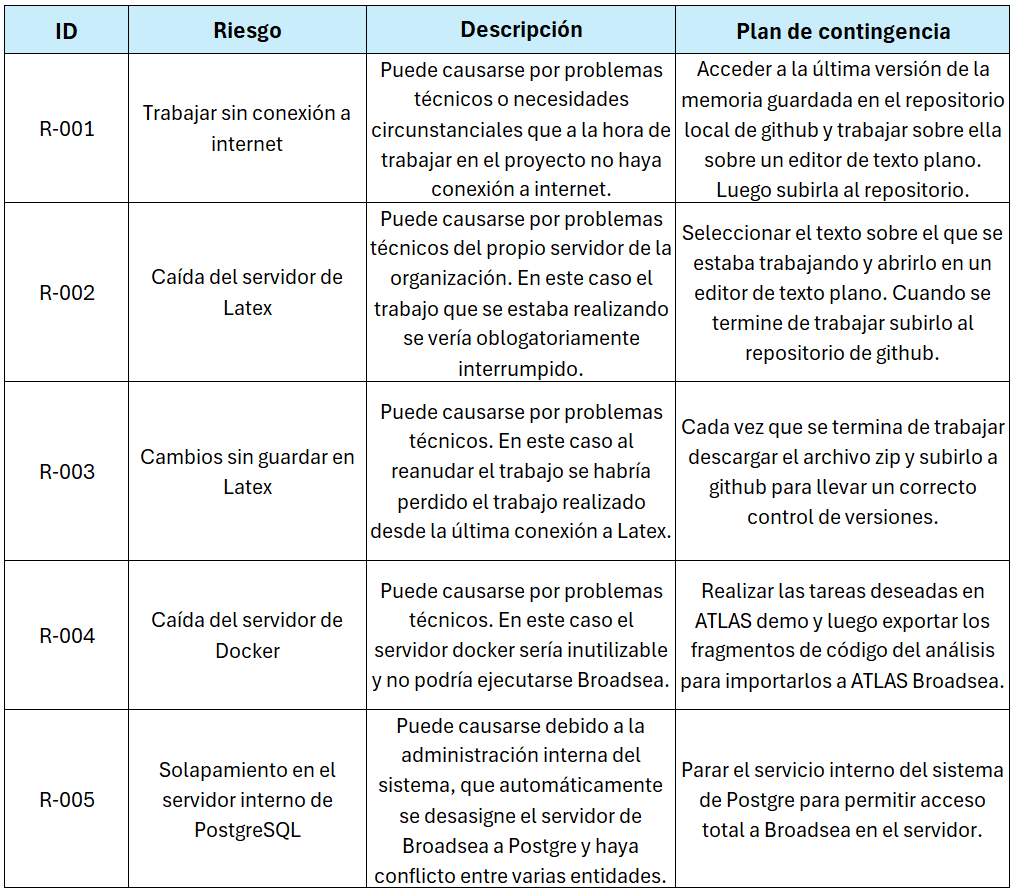 ID
Riesgo
Descripción
Plan de contingencia
R-001
Trabajar sin conexión a
internet
Puede causarse por problemas
técnicos o necesidades
circunstanciales que a la hora de
trabajar en el proyecto no haya
conexión a internet.
Acceder a la última versión de la
memoria guardada en el repositorio
local de github y trabajar sobre ella
sobre un editor de texto plano.
Luego subirla al repositorio.
R-002
Caída del servidor de
Latex
Puede causarse por problemas
técnicos del propio servidor de la
organización. En este caso el
trabajo que se estaba realizando
se vería oblogatoriamente
interrumpido.
Seleccionar el texto sobre el que se
estaba trabajando y abrirlo en un
editor de texto plano. Cuando se
termine de trabajar subirlo al
repositorio de github.
R-003
Cambios sin guardar en
Latex
Puede causarse por problemas
técnicos. En este caso al
reanudar el trabajo se habría
perdido el trabajo realizado
desde la última conexión a Latex.
Cada vez que se termina de trabajar
descargar el archivo zip y subirlo a
github para llevar un correcto
control de versiones.
R-004
Caída del servidor de
Docker
Puede causarse por problemas
técnicos. En este caso el
servidor docker sería inutilizable
y no podría ejecutarse Broadsea.
Realizar las tareas deseadas en
ATLAS demo y luego exportar los
fragmentos de código del análisis
para importarlos a ATLAS Broadsea.
R-005
Solapamiento en el
servidor interno de
PostgreSQL
Puede causarse debido a la
administración interna del
sistema, que automáticamente
se desasigne el servidor de
Broadsea a Postgre y haya
conflicto entre varias entidades.
Parar el servicio interno del sistema
de Postgre para permitir acceso
total a Broadsea en el servidor.